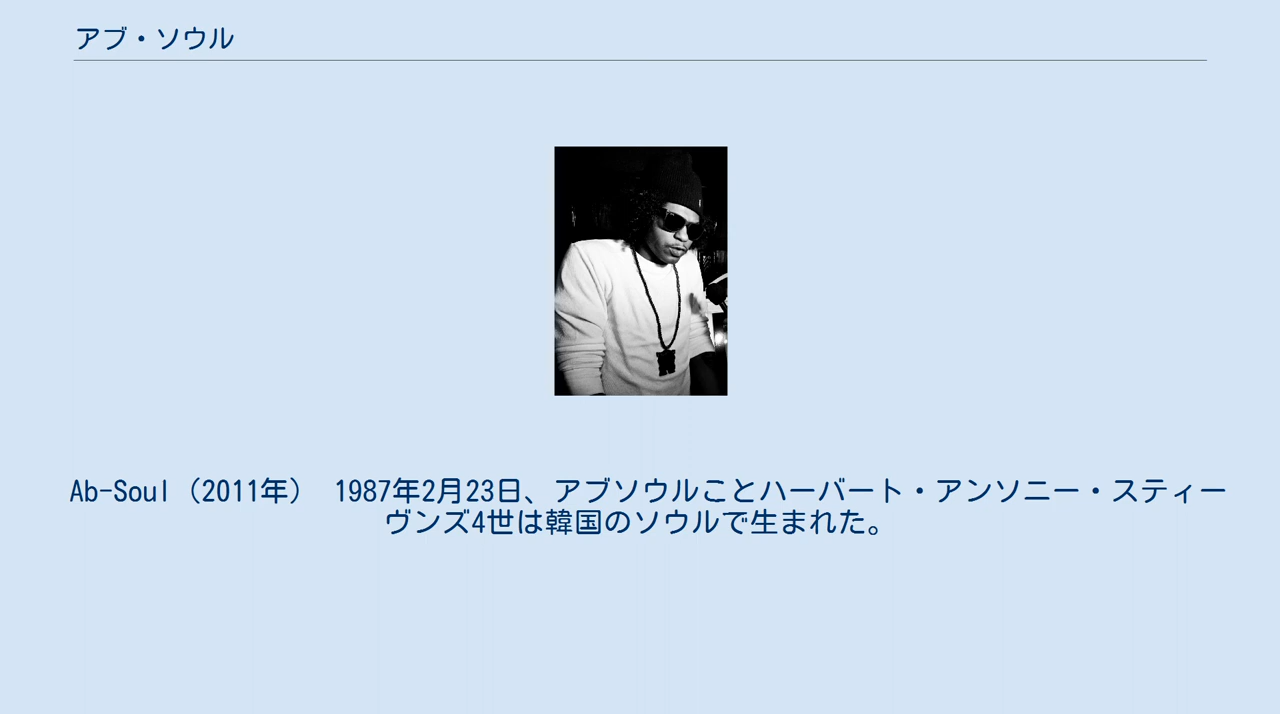 アブ・ソウル
Ab-Soul（2011年）　1987年2月23日、アブソウルことハーバート・アンソニー・スティー
ヴンズ4世は韓国のソウルで生まれた。